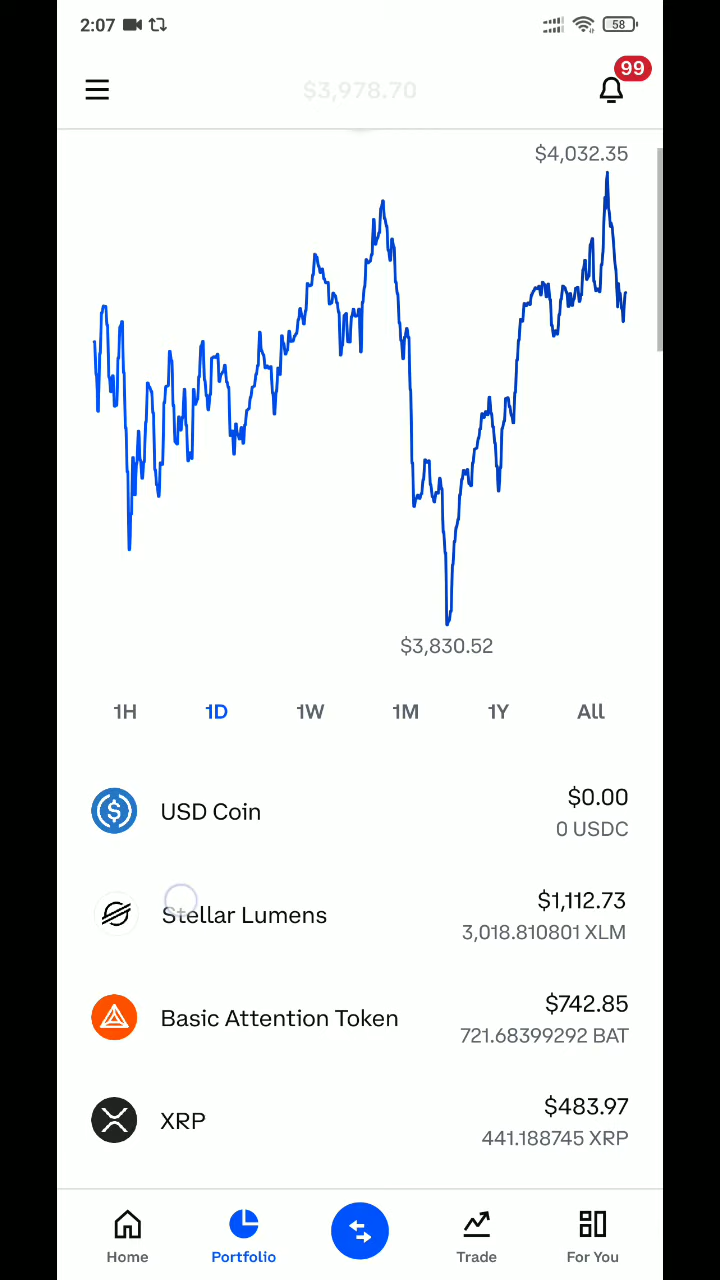 2:07
58
99
$3,978.70
$4,032.35
$3,830.52
1H 1D 1W 1M 1Y All
USD Coin
$0.00
0 USDC
Stellar Lumens
$1,112.73
3,018.810801 XLM
Basic Attention Token
$742.85
721.68399292 BAT
XRP
$483.97
441.188745 XRP
Home Portfolio Trade For You